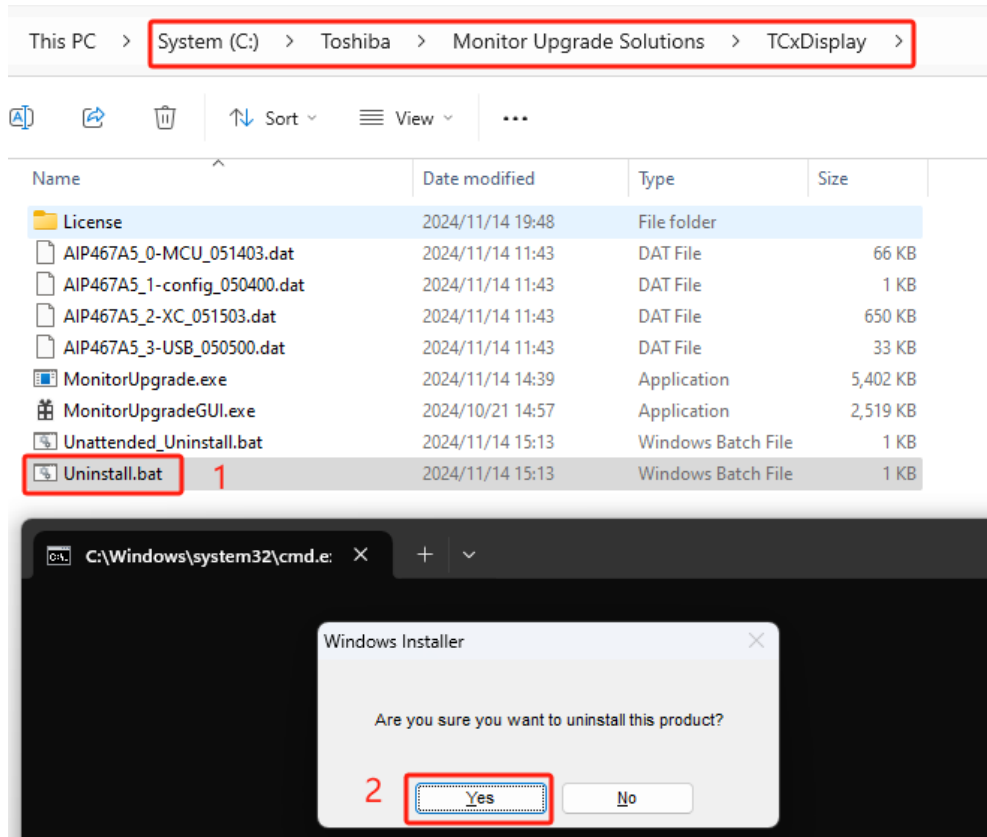 This PC > System (C:) > Toshiba > Monitor Upgrade Solutions > TCxDisplay >
A Sort View ...
Name Date modified Type Size
License 2024/11/14 19:48 File folder
AIP467A5_0-MCU_051403.dat 2024/11/14 11:43 DAT File 66 KB
AIP467A5_1-config_050400.dat 2024/11/14 11:43 DAT File 1 KB
AIP467A5_2-XC_051503.dat 2024/11/14 11:43 DAT File 650 KB
AIP467A5_3-USB_050500.dat 2024/11/14 11:43 DAT File 33 KB
MonitorUpgrade.exe 2024/11/14 14:39 Application 5,402 KB
MonitorUpgradeGUI.exe 2024/10/21 14:57 Application 2,519 KB
Unattended_Uninstall.bat 2024/11/14 15:13 Windows Batch File 1 KB
Uninstall.bat 1 2024/11/14 15:13 Windows Batch File 1 KB
C:\Windows\system32\cmd.e:
Windows Installer
Are you sure you want to uninstall this product?
2 Yes No